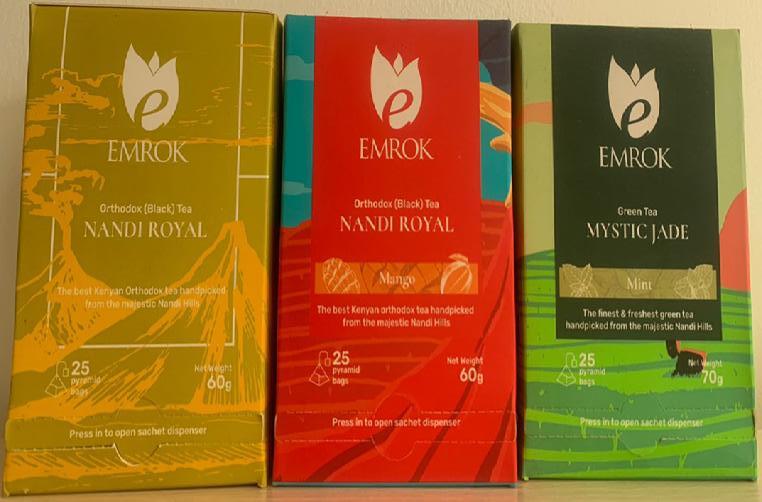 e
EMROK
Orthodox (Black) Tea
NANDI ROYAL
The best Kenyan Orthodox tea handpicked
from the majestic Nandi Hills
25
pyramid
bags
Net Weight
60g
Press in to open sachet dispenser
e
EMROK
Orthodox (Black) Tea
NANDI ROYAL
Mango
The best Kenyan orthodox tea handpicked
from the majestic Nandi Hills
25
pyramid
bags
Net Weight
60g
Press in to open sachet dispenser
e
EMROK
Green Tea
MYSTIC JADE
Mint
The finest & freshest green tea
handpicked from the majestic Nandi Hills
25
pyramid
bags
Net Weight
70g
Press in to open sachet dispenser